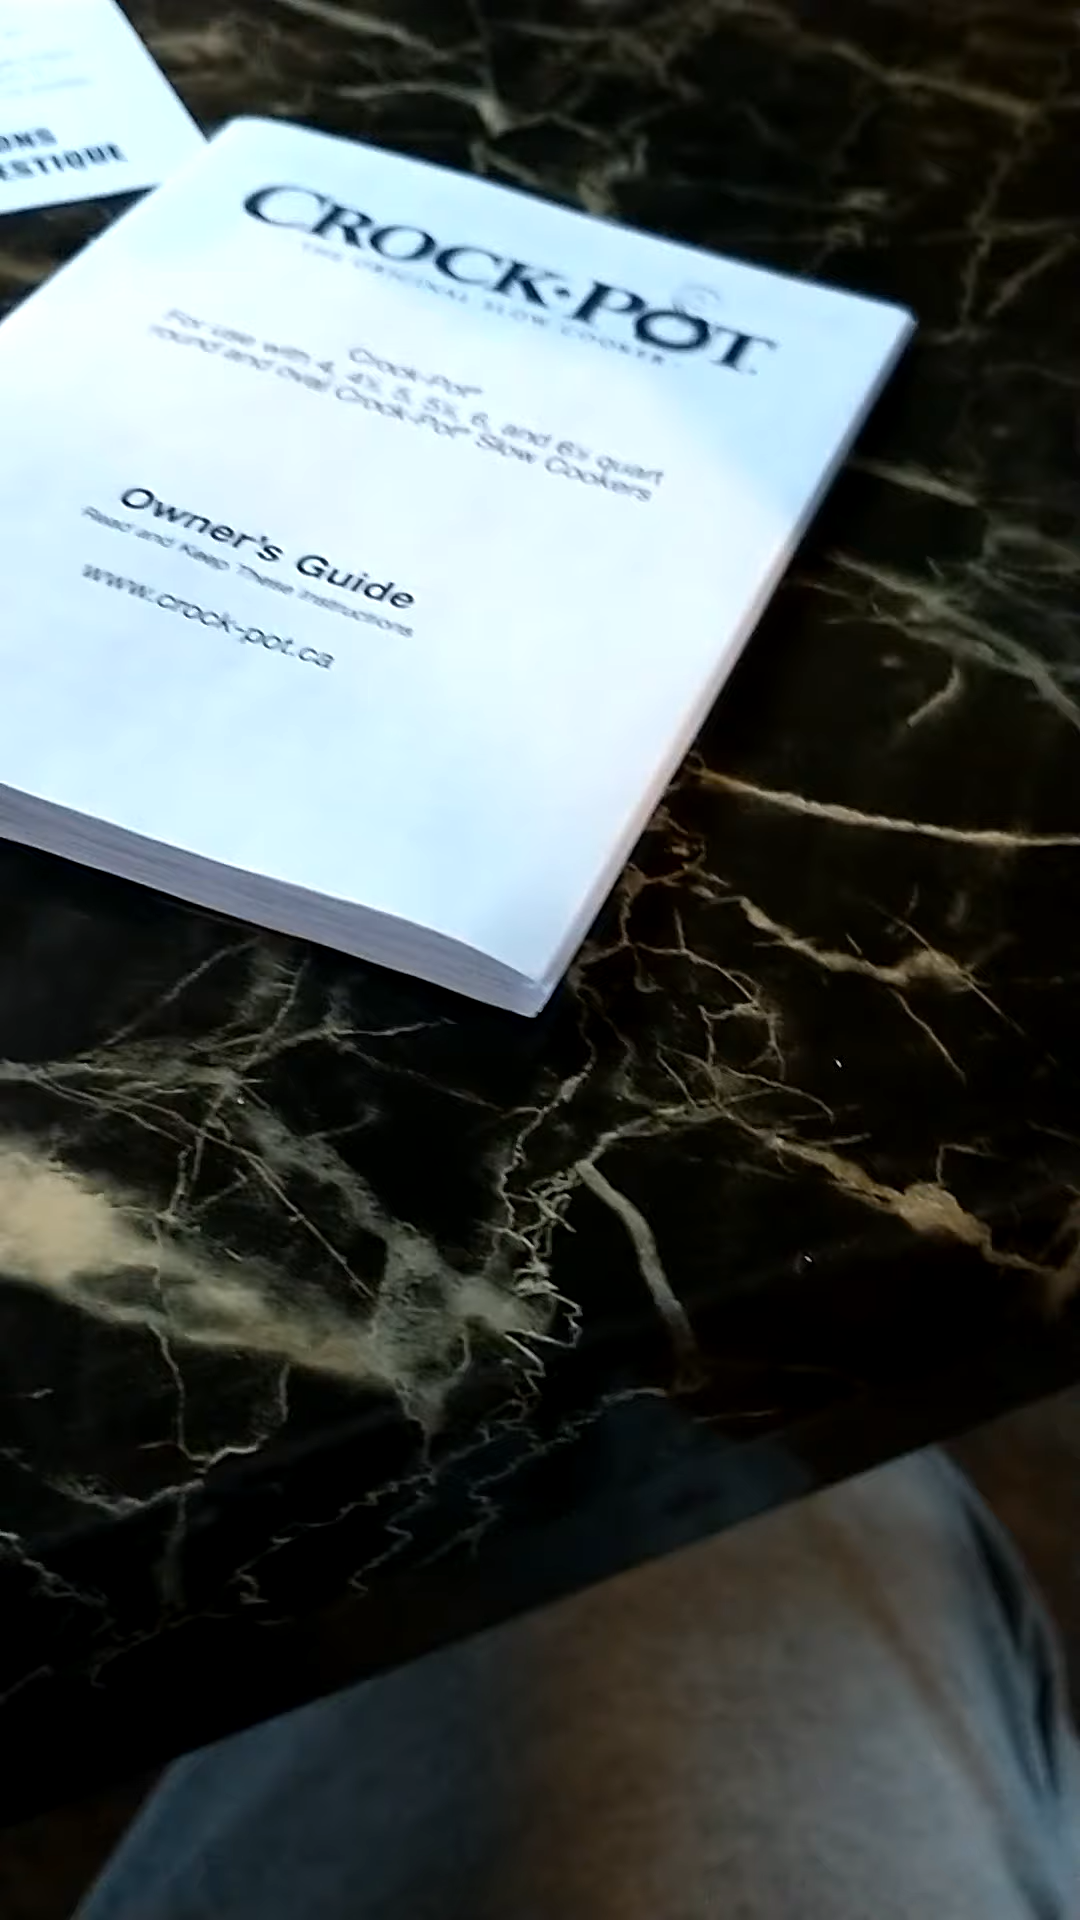 ONS
ESTIQUE
CROCK·POT
THE ORIGINAL SLOW COOKER
Crock-Pot®
For use with 4, 4½, 5, 5½, 6, and 6½ quart
round and oval Crock-Pot® Slow Cookers
Owner's Guide
Read and Keep These Instructions
www.crock-pot.ca